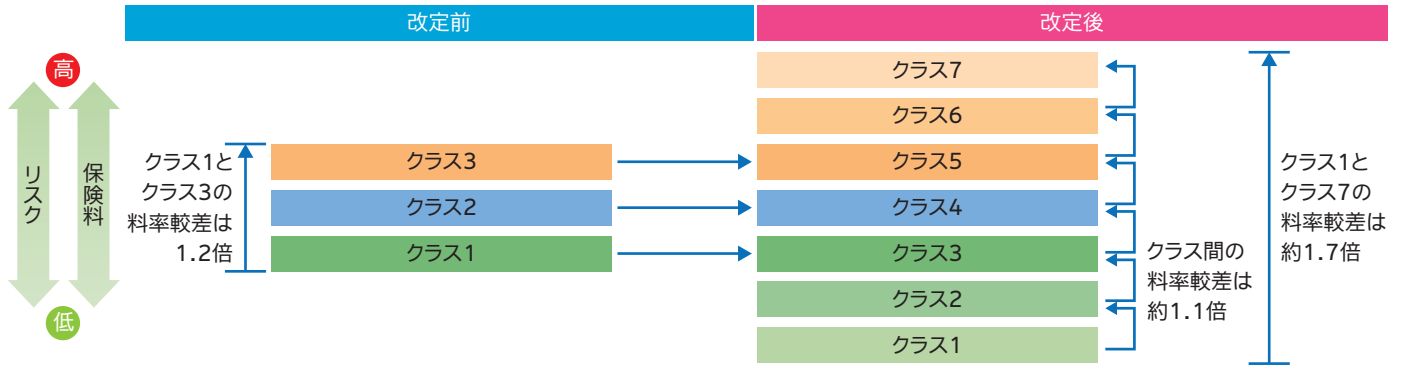 改定前
改定後
高
リスク
保険料
低
クラス1と
クラス3の
料率較差は
1.2倍
クラス3
クラス2
クラス1
クラス7
クラス6
クラス5
クラス4
クラス3
クラス2
クラス1
クラス間の
料率較差は
約1.1倍
クラス1と
クラス7の
料率較差は
約1.7倍